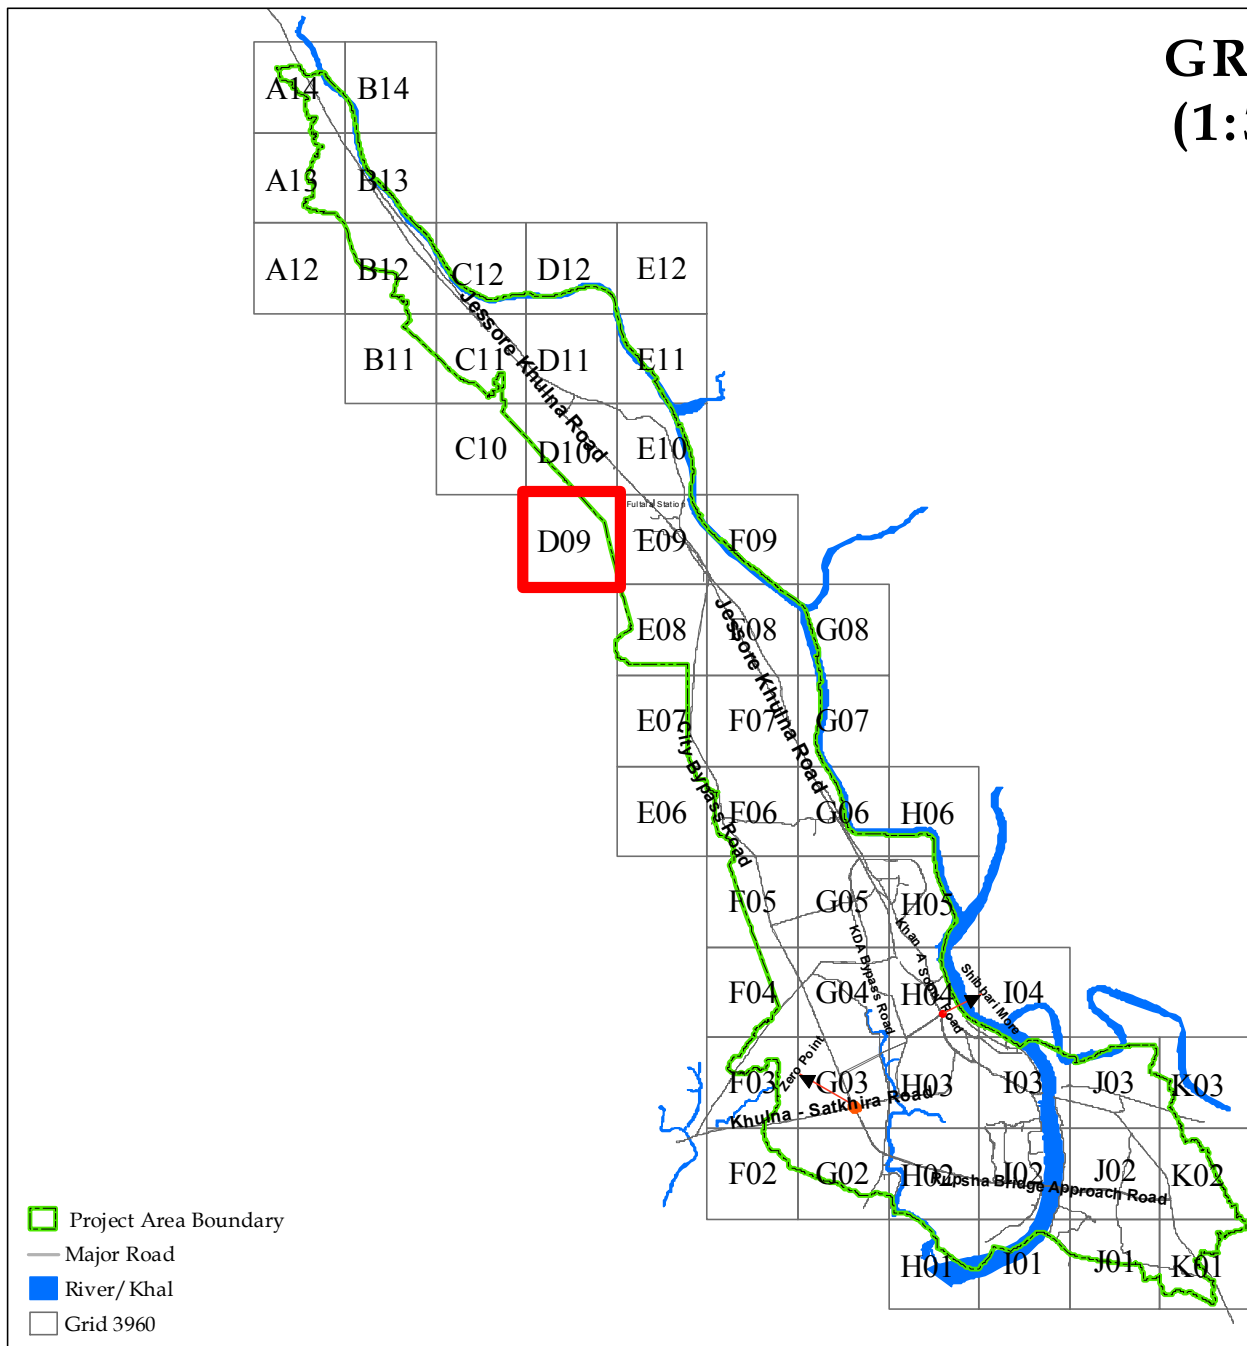 GR
(1:3
A14 B14
A13 B13
A12 B12 C12 D12 E12
B11 C11 D11 E11
Jessore Khulna Road
C10 D10 E10
Fultala Station
D09 E09 F09
E08 F08 G08
Jessore Khulna Road
E07 F07 G07
City Bypass Road
E06 F06 G06 H06
F05 G05 H05
KDA Bypass Road
Khan A Sobur Road
Shibbari More
F04 G04 H04 I04
Zero Point
F03 G03 H03 I03 J03 K03
Khulna - Satkhira Road
F02 G02 H02 I02 J02 K02
Rupsha Bridge Approach Road
H01 I01 J01 K01
Project Area Boundary
Major Road
River/Khal
Grid 3960